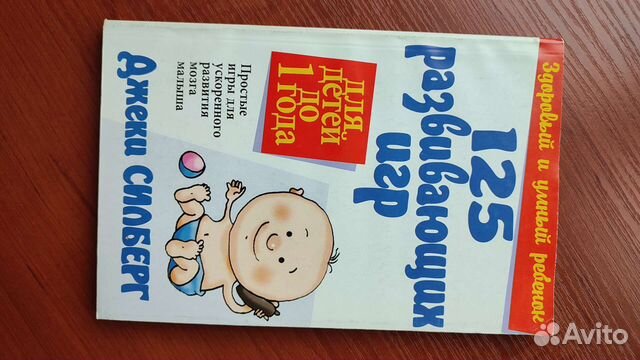 Здоровый и умный ребенок
125
развивающих
игр
для
детей
до
1 года
Простые
игры для
ускоренного
развития
мозга
малыша
Джеки СИЛБЕРГ
Avito